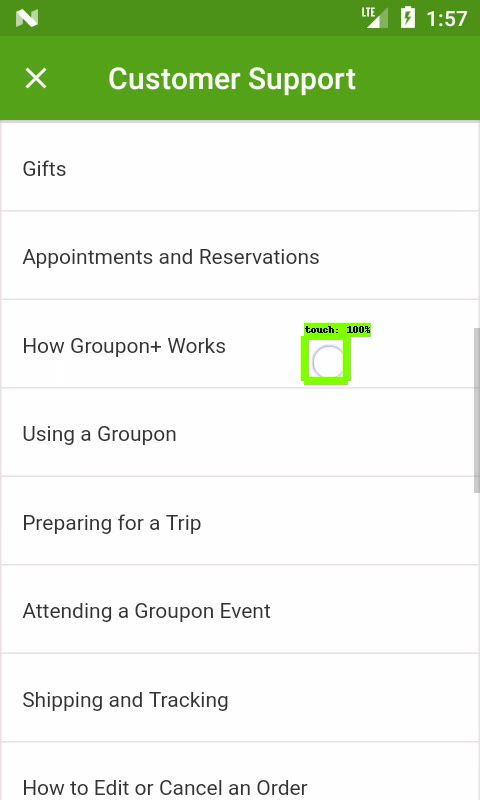 LTE 1:57
Customer Support
Gifts
Appointments and Reservations
touch: 100%
How Groupon+ Works
Using a Groupon
Preparing for a Trip
Attending a Groupon Event
Shipping and Tracking
How to Edit or Cancel an Order